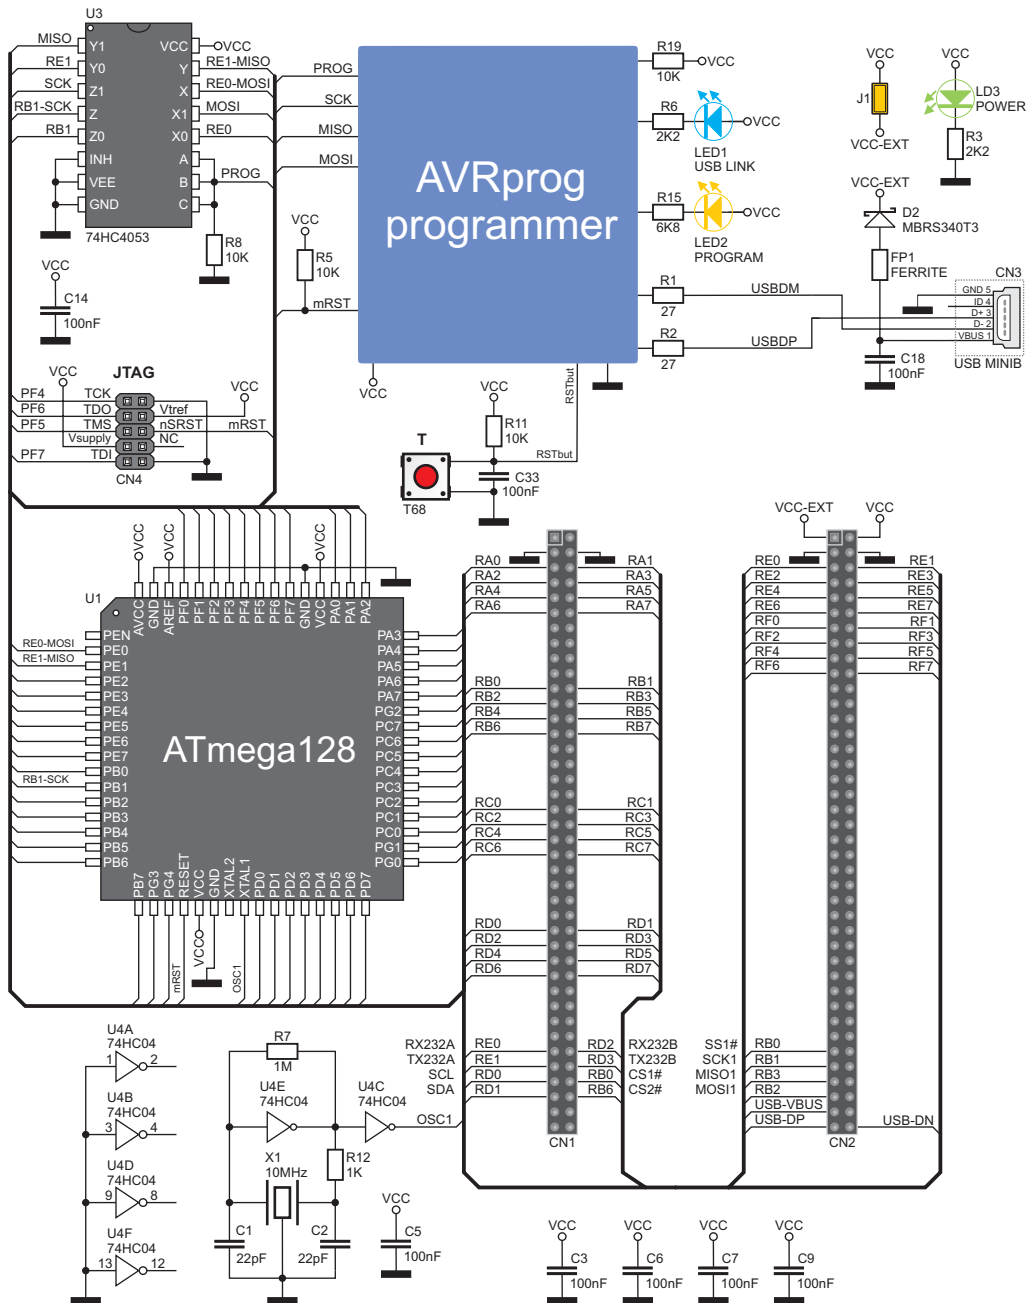 U3
MISO Y1 VCC VCC
RE1 Y0 Y RE1-MISO
SCK Z1 X RE0-MOSI
RB1-SCK Z X1 MOSI
RB1 Z0 X0 RE0
INH A
VEE B PROG
GND C
74HC4053
R8
10K
VCC
C14
100nF
VCC
R5
10K
PROG
SCK
MISO
MOSI
mRST
AVRprog
programmer
R19
10K
VCC
R6
2K2
VCC
LED1
USB LINK
R15
6K8
VCC
LED2
PROGRAM
R1
27
USBDM
R2
27
USBDP
VCC
RSTbut
VCC
J1
VCC-EXT
VCC
LD3
POWER
R3
2K2
VCC-EXT
D2
MBRS340T3
FP1
FERRITE
CN3
GND 5
ID 4
D+ 3
D- 2
VBUS 1
USB MINIB
C18
100nF
VCC
JTAG
VCC
PF4 TCK
PF6 TDO Vtref
PF5 TMS nSRST mRST
Vsupply NC
PF7 TDI
CN4
VCC
R11
10K
T
RSTbut
C33
100nF
T68
VCC
VCC
VCC
U1
AVCC
GND
AREF
PF0
PF1
PF2
PF3
PF4
PF5
PF6
PF7
GND
VCC
PA0
PA1
PA2
PEN
RE0-MOSI PE0
RE1-MISO PE1
PE2
PE3
PE4
PE5
PE6
PE7
PB0
RB1-SCK PB1
PB2
PB3
PB4
PB5
PB6
ATmega128
PA3
PA4
PA5
PA6
PA7
PG2
PC7
PC6
PC5
PC4
PC3
PC2
PC1
PC0
PG1
PG0
PB7
PG3
PG4
RESET
VCC
GND
XTAL2
XTAL1
PD0
PD1
PD2
PD3
PD4
PD5
PD6
PD7
mRST
VCC
OSC1
RA0 RA1
RA2 RA3
RA4 RA5
RA6 RA7
RB0 RB1
RB2 RB3
RB4 RB5
RB6 RB7
RC0 RC1
RC2 RC3
RC4 RC5
RC6 RC7
RD0 RD1
RD2 RD3
RD4 RD5
RD6 RD7
RX232A RE0 RD2 RX232B
TX232A RE1 RD3 TX232B
SCL RD0 RB0 CS1#
SDA RD1 RB6 CS2#
CN1
VCC-EXT VCC
RE0 RE1
RE2 RE3
RE4 RE5
RE6 RE7
RF0 RF1
RF2 RF3
RF4 RF5
RF6 RF7
SS1# RB0
SCK1 RB1
MISO1 RB3
MOSI1 RB2
USB-VBUS
USB-DP USB-DN
CN2
U4A
74HC04
1 2
U4B
74HC04
3 4
U4D
74HC04
9 8
U4F
74HC04
13 12
R7
1M
U4E
74HC04
U4C
74HC04
OSC1
X1
10MHz
R12
1K
C1
22pF
C2
22pF
VCC
C5
100nF
VCC
C3
100nF
VCC
C6
100nF
VCC
C7
100nF
VCC
C9
100nF